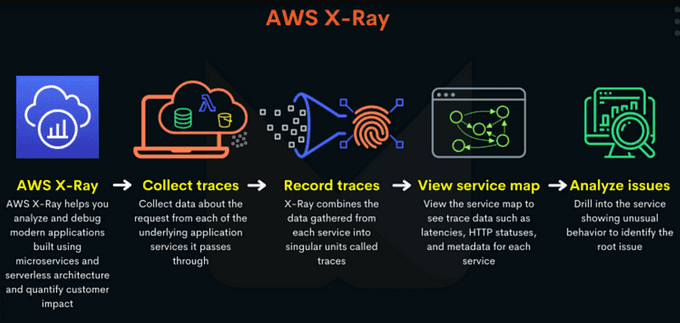 AWS X-Ray
AWS X-Ray
AWS X-Ray helps you
analyze and debug
modern applications
built using
microservices and
serverless architecture
and quantify customer
impact
Collect traces
Collect data about the
request from each of the
underlying application
services it passes
through
Record traces
X-Ray combines the
data gathered from
each service into
singular units called
traces
View service map
View the service map to
see trace data such as
latencies, HTTP statuses,
and metadata for each
service
Analyze issues
Drill into the service
showing unusual
behavior to identify the
root issue